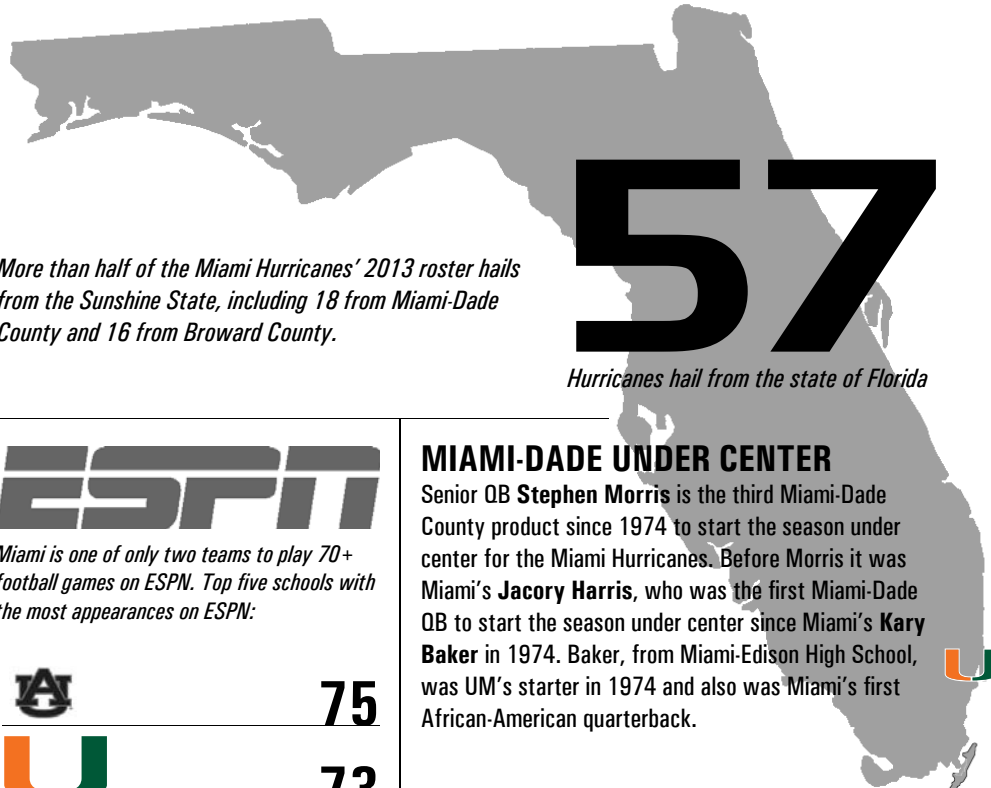 57
More than half of the Miami Hurricanes’ 2013 roster hails
from the Sunshine State, including 18 from Miami-Dade
County and 16 from Broward County.
Hurricanes hail from the state of Florida
ESPN
Miami is one of only two teams to play 70+
football games on ESPN. Top five schools with
the most appearances on ESPN:
AU
75
U
73
MIAMI-DADE UNDER CENTER
Senior QB Stephen Morris is the third Miami-Dade
County product since 1974 to start the season under
center for the Miami Hurricanes. Before Morris it was
Miami’s Jacory Harris, who was the first Miami-Dade
QB to start the season under center since Miami’s Kary
Baker in 1974. Baker, from Miami-Edison High School,
was UM’s starter in 1974 and also was Miami’s first
African-American quarterback.
U